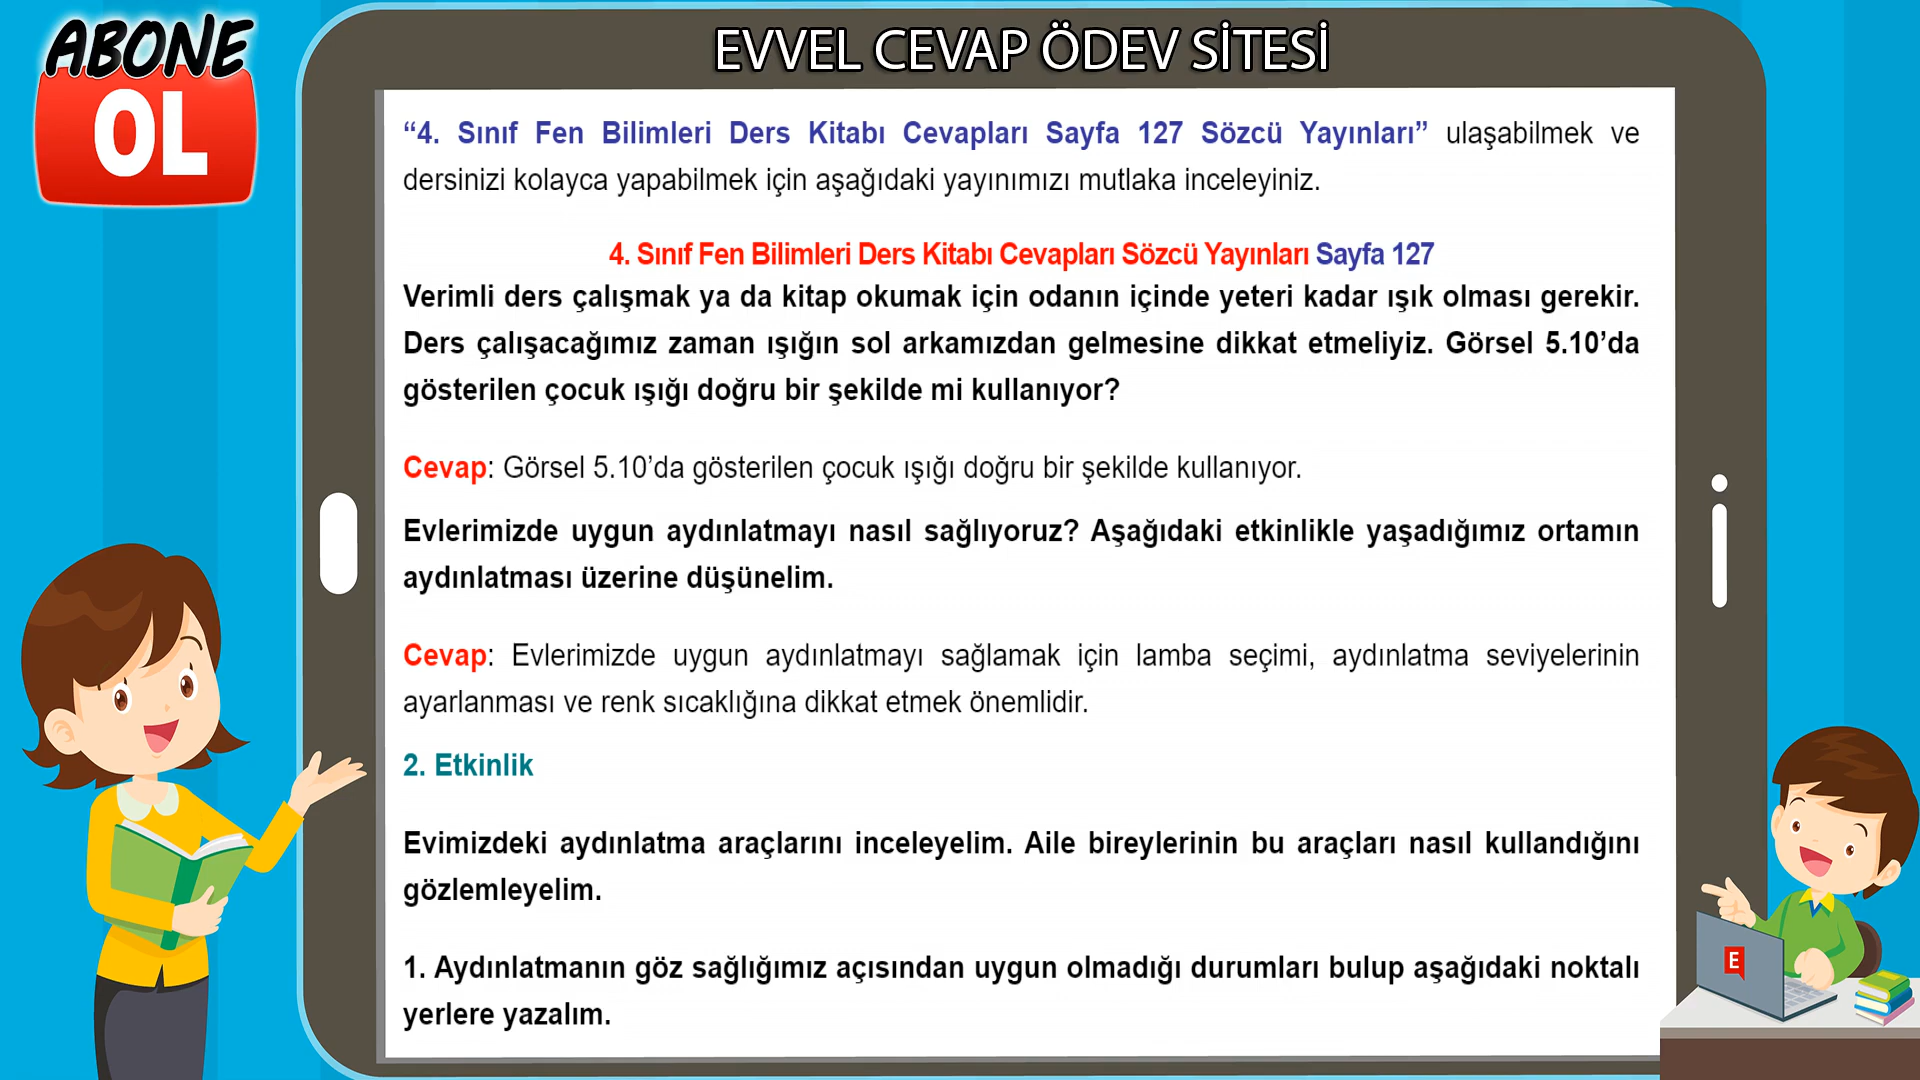 ABONE
OL
EVVEL CEVAP ÖDEV SİTESİ
“4. Sınıf Fen Bilimleri Ders Kitabı Cevapları Sayfa 127 Sözcü Yayınları” ulaşabilmek ve
dersinizi kolayca yapabilmek için aşağıdaki yayınımızı mutlaka inceleyiniz.
4. Sınıf Fen Bilimleri Ders Kitabı Cevapları Sözcü Yayınları Sayfa 127
Verimli ders çalışmak ya da kitap okumak için odanın içinde yeteri kadar ışık olması gerekir.
Ders çalışacağımız zaman ışığın sol arkamızdan gelmesine dikkat etmeliyiz. Görsel 5.10’da
gösterilen çocuk ışığı doğru bir şekilde mi kullanıyor?
Cevap: Görsel 5.10’da gösterilen çocuk ışığı doğru bir şekilde kullanıyor.
Evlerimizde uygun aydınlatmayı nasıl sağlıyoruz? Aşağıdaki etkinlikle yaşadığımız ortamın
aydınlatması üzerine düşünelim.
Cevap: Evlerimizde uygun aydınlatmayı sağlamak için lamba seçimi, aydınlatma seviyelerinin
ayarlanması ve renk sıcaklığına dikkat etmek önemlidir.
2. Etkinlik
Evimizdeki aydınlatma araçlarını inceleyelim. Aile bireylerinin bu araçları nasıl kullandığını
gözlemleyelim.
1. Aydınlatmanın göz sağlığımız açısından uygun olmadığı durumları bulup aşağıdaki noktalı
yerlere yazalım.
E